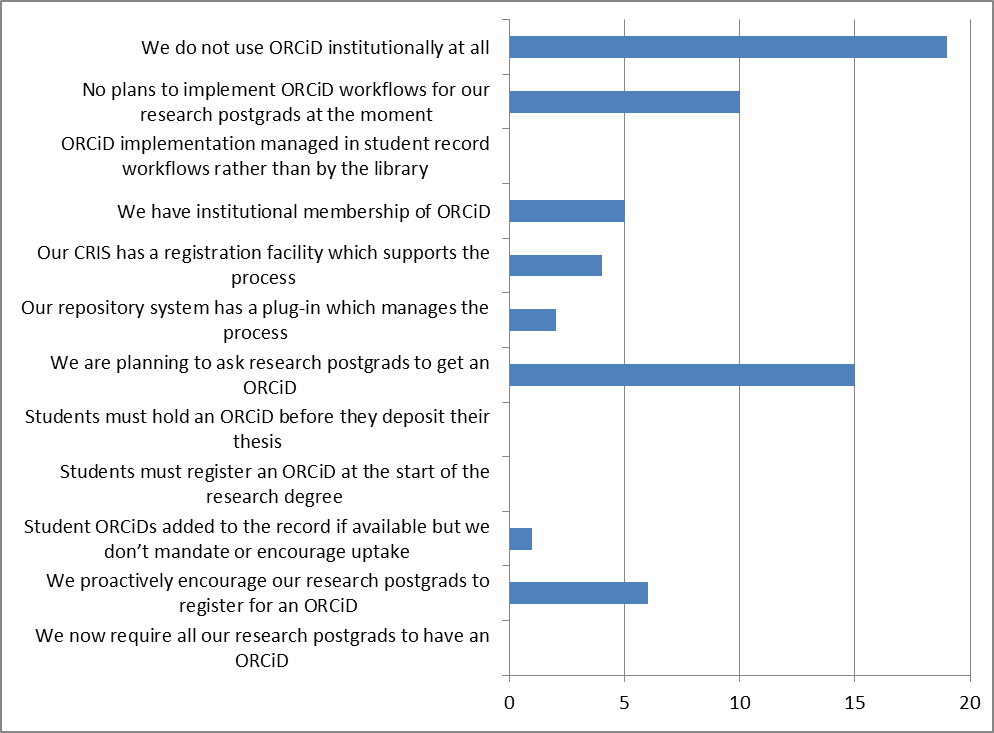 We do not use ORCiD institutionally at all
No plans to implement ORCiD workflows for our
research postgrads at the moment
ORCiD implementation managed in student record
workflows rather than by the library
We have institutional membership of ORCiD
Our CRIS has a registration facility which supports the
process
Our repository system has a plug-in which manages the
process
We are planning to ask research postgrads to get an
ORCiD
Students must hold an ORCiD before they deposit their
thesis
Students must register an ORCiD at the start of the
research degree
Student ORCiDs added to the record if available but we
don’t mandate or encourage uptake
We proactively encourage our research postgrads to
register for an ORCiD
We now require all our research postgrads to have an
ORCiD
0 5 10 15 20